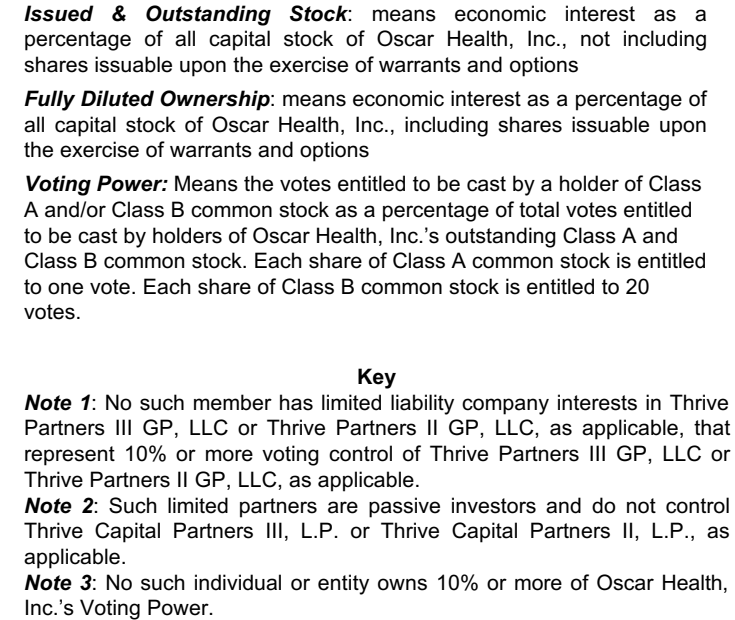 Issued & Outstanding Stock: means economic interest as a
percentage of all capital stock of Oscar Health, Inc., not including
shares issuable upon the exercise of warrants and options
Fully Diluted Ownership: means economic interest as a percentage of
all capital stock of Oscar Health, Inc., including shares issuable upon
the exercise of warrants and options
Voting Power: Means the votes entitled to be cast by a holder of Class
A and/or Class B common stock as a percentage of total votes entitled
to be cast by holders of Oscar Health, Inc.’s outstanding Class A and
Class B common stock. Each share of Class A common stock is entitled
to one vote. Each share of Class B common stock is entitled to 20
votes.
Key
Note 1: No such member has limited liability company interests in Thrive
Partners III GP, LLC or Thrive Partners II GP, LLC, as applicable, that
represent 10% or more voting control of Thrive Partners III GP, LLC or
Thrive Partners II GP, LLC, as applicable.
Note 2: Such limited partners are passive investors and do not control
Thrive Capital Partners III, L.P. or Thrive Capital Partners II, L.P., as
applicable.
Note 3: No such individual or entity owns 10% or more of Oscar Health,
Inc.’s Voting Power.